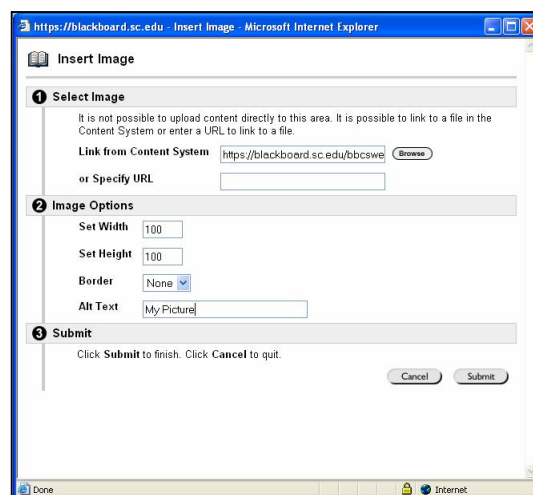 https://blackboard.sc.edu - Insert Image - Microsoft Internet Explorer
Insert Image
1 Select Image
It is not possible to upload content directly to this area. It is possible to link to a file in the
Content System or enter a URL to link to a file.
Link from Content System https://blackboard.sc.edu/bbcswe Browse
or Specify URL
2 Image Options
Set Width 100
Set Height 100
Border None
Alt Text My Picture
3 Submit
Click Submit to finish. Click Cancel to quit.
Cancel Submit
Done Internet